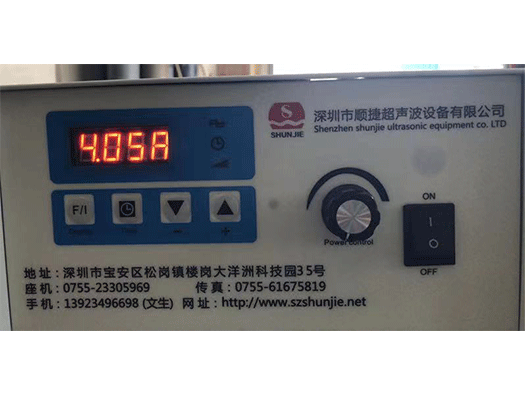 深圳市顺捷超声波设备有限公司
Shenzhen shunjie ultrasonic equipment co. LTD
SHUNJIE
4.05A
F/I
Power control
ON
OFF
地址:深圳市宝安区松岗镇楼岗大洋洲科技园35号
座机:0755-23305969 传真:0755-61675819
手机:13923496698(文生) 网址:http://www.szshunjie.net